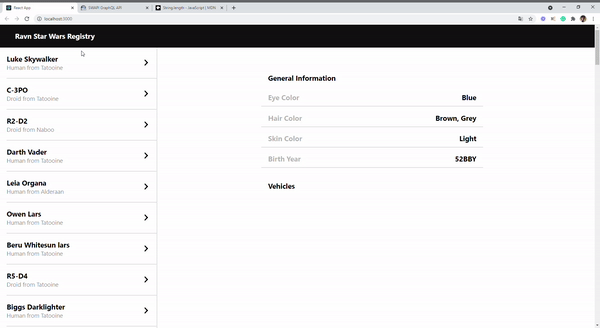 React App
SWAPI GraphQL API
String.length - JavaScript | MDN
localhost:3000
Ravn Star Wars Registry
Luke Skywalker
Human from Tatooine
C-3PO
Droid from Tatooine
R2-D2
Droid from Naboo
Darth Vader
Human from Tatooine
Leia Organa
Human from Alderaan
Owen Lars
Human from Tatooine
Beru Whitesun lars
Human from Tatooine
R5-D4
Droid from Tatooine
Biggs Darklighter
Human from Tatooine
General Information
Eye Color Blue
Hair Color Brown, Grey
Skin Color Light
Birth Year 52BBY
Vehicles